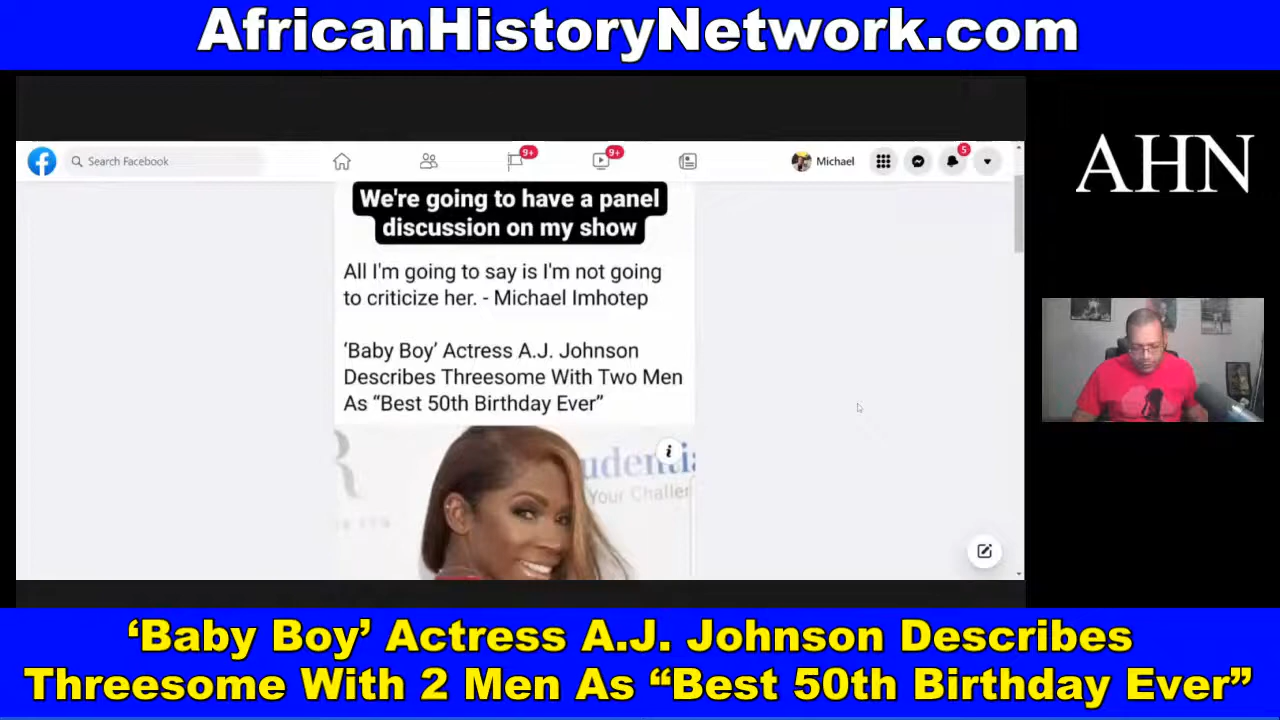 AfricanHistoryNetwork.com
Search Facebook
9+
9+
Michael
5
AHN
We're going to have a panel
discussion on my show
All I'm going to say is I'm not going
to criticize her. - Michael Imhotep
‘Baby Boy’ Actress A.J. Johnson
Describes Threesome With Two Men
As “Best 50th Birthday Ever”
R
udentia
Your Challen
‘Baby Boy’ Actress A.J. Johnson Describes
Threesome With 2 Men As “Best 50th Birthday Ever”